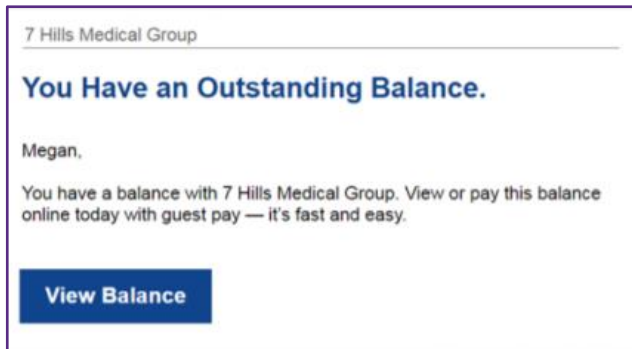 7 Hills Medical Group
You Have an Outstanding Balance.
Megan,
You have a balance with 7 Hills Medical Group. View or pay this balance
online today with guest pay — it's fast and easy.
View Balance